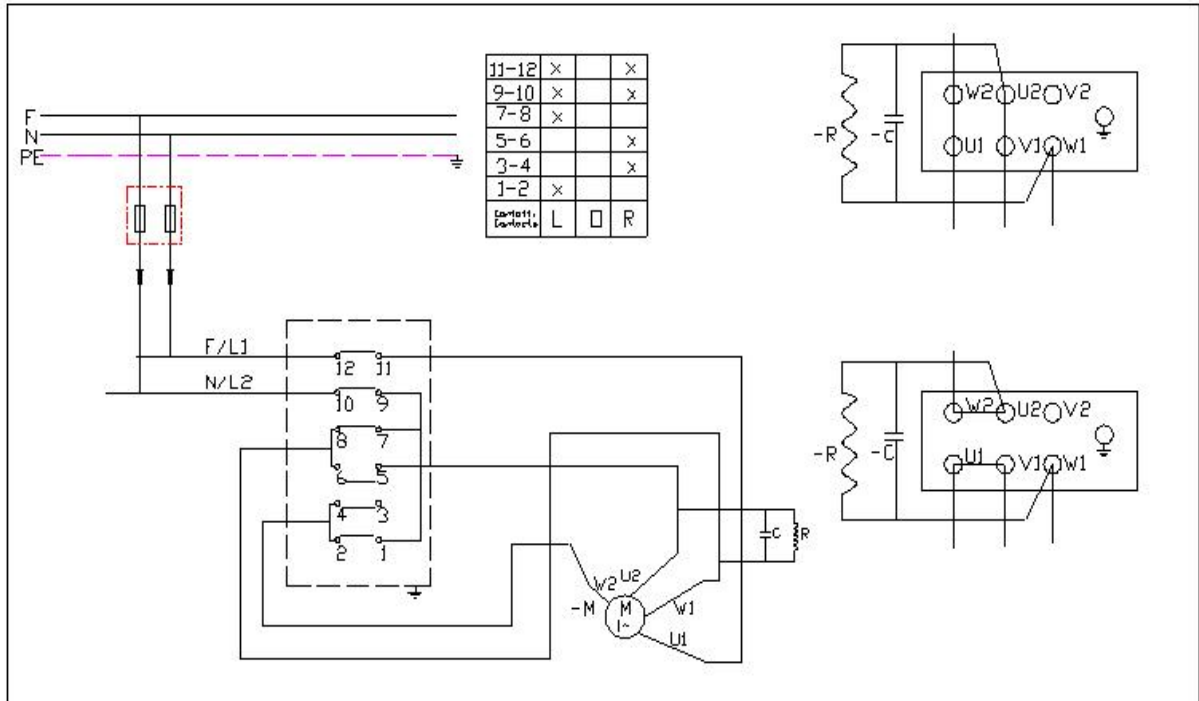 F
N
PE
11-12 × ×
9-10 × ×
7-8 ×
5-6 ×
3-4 ×
1-2 ×
L 0 R
F/L1
N/L2
12 11
10 9
8 7
6 5
4 3
2 1
C R
W2 U2
-M M
1~
W1
U1
-R -C
W2 U2 V2
U1 V1 W1
-R -C
W2 U2 V2
U1 V1 W1